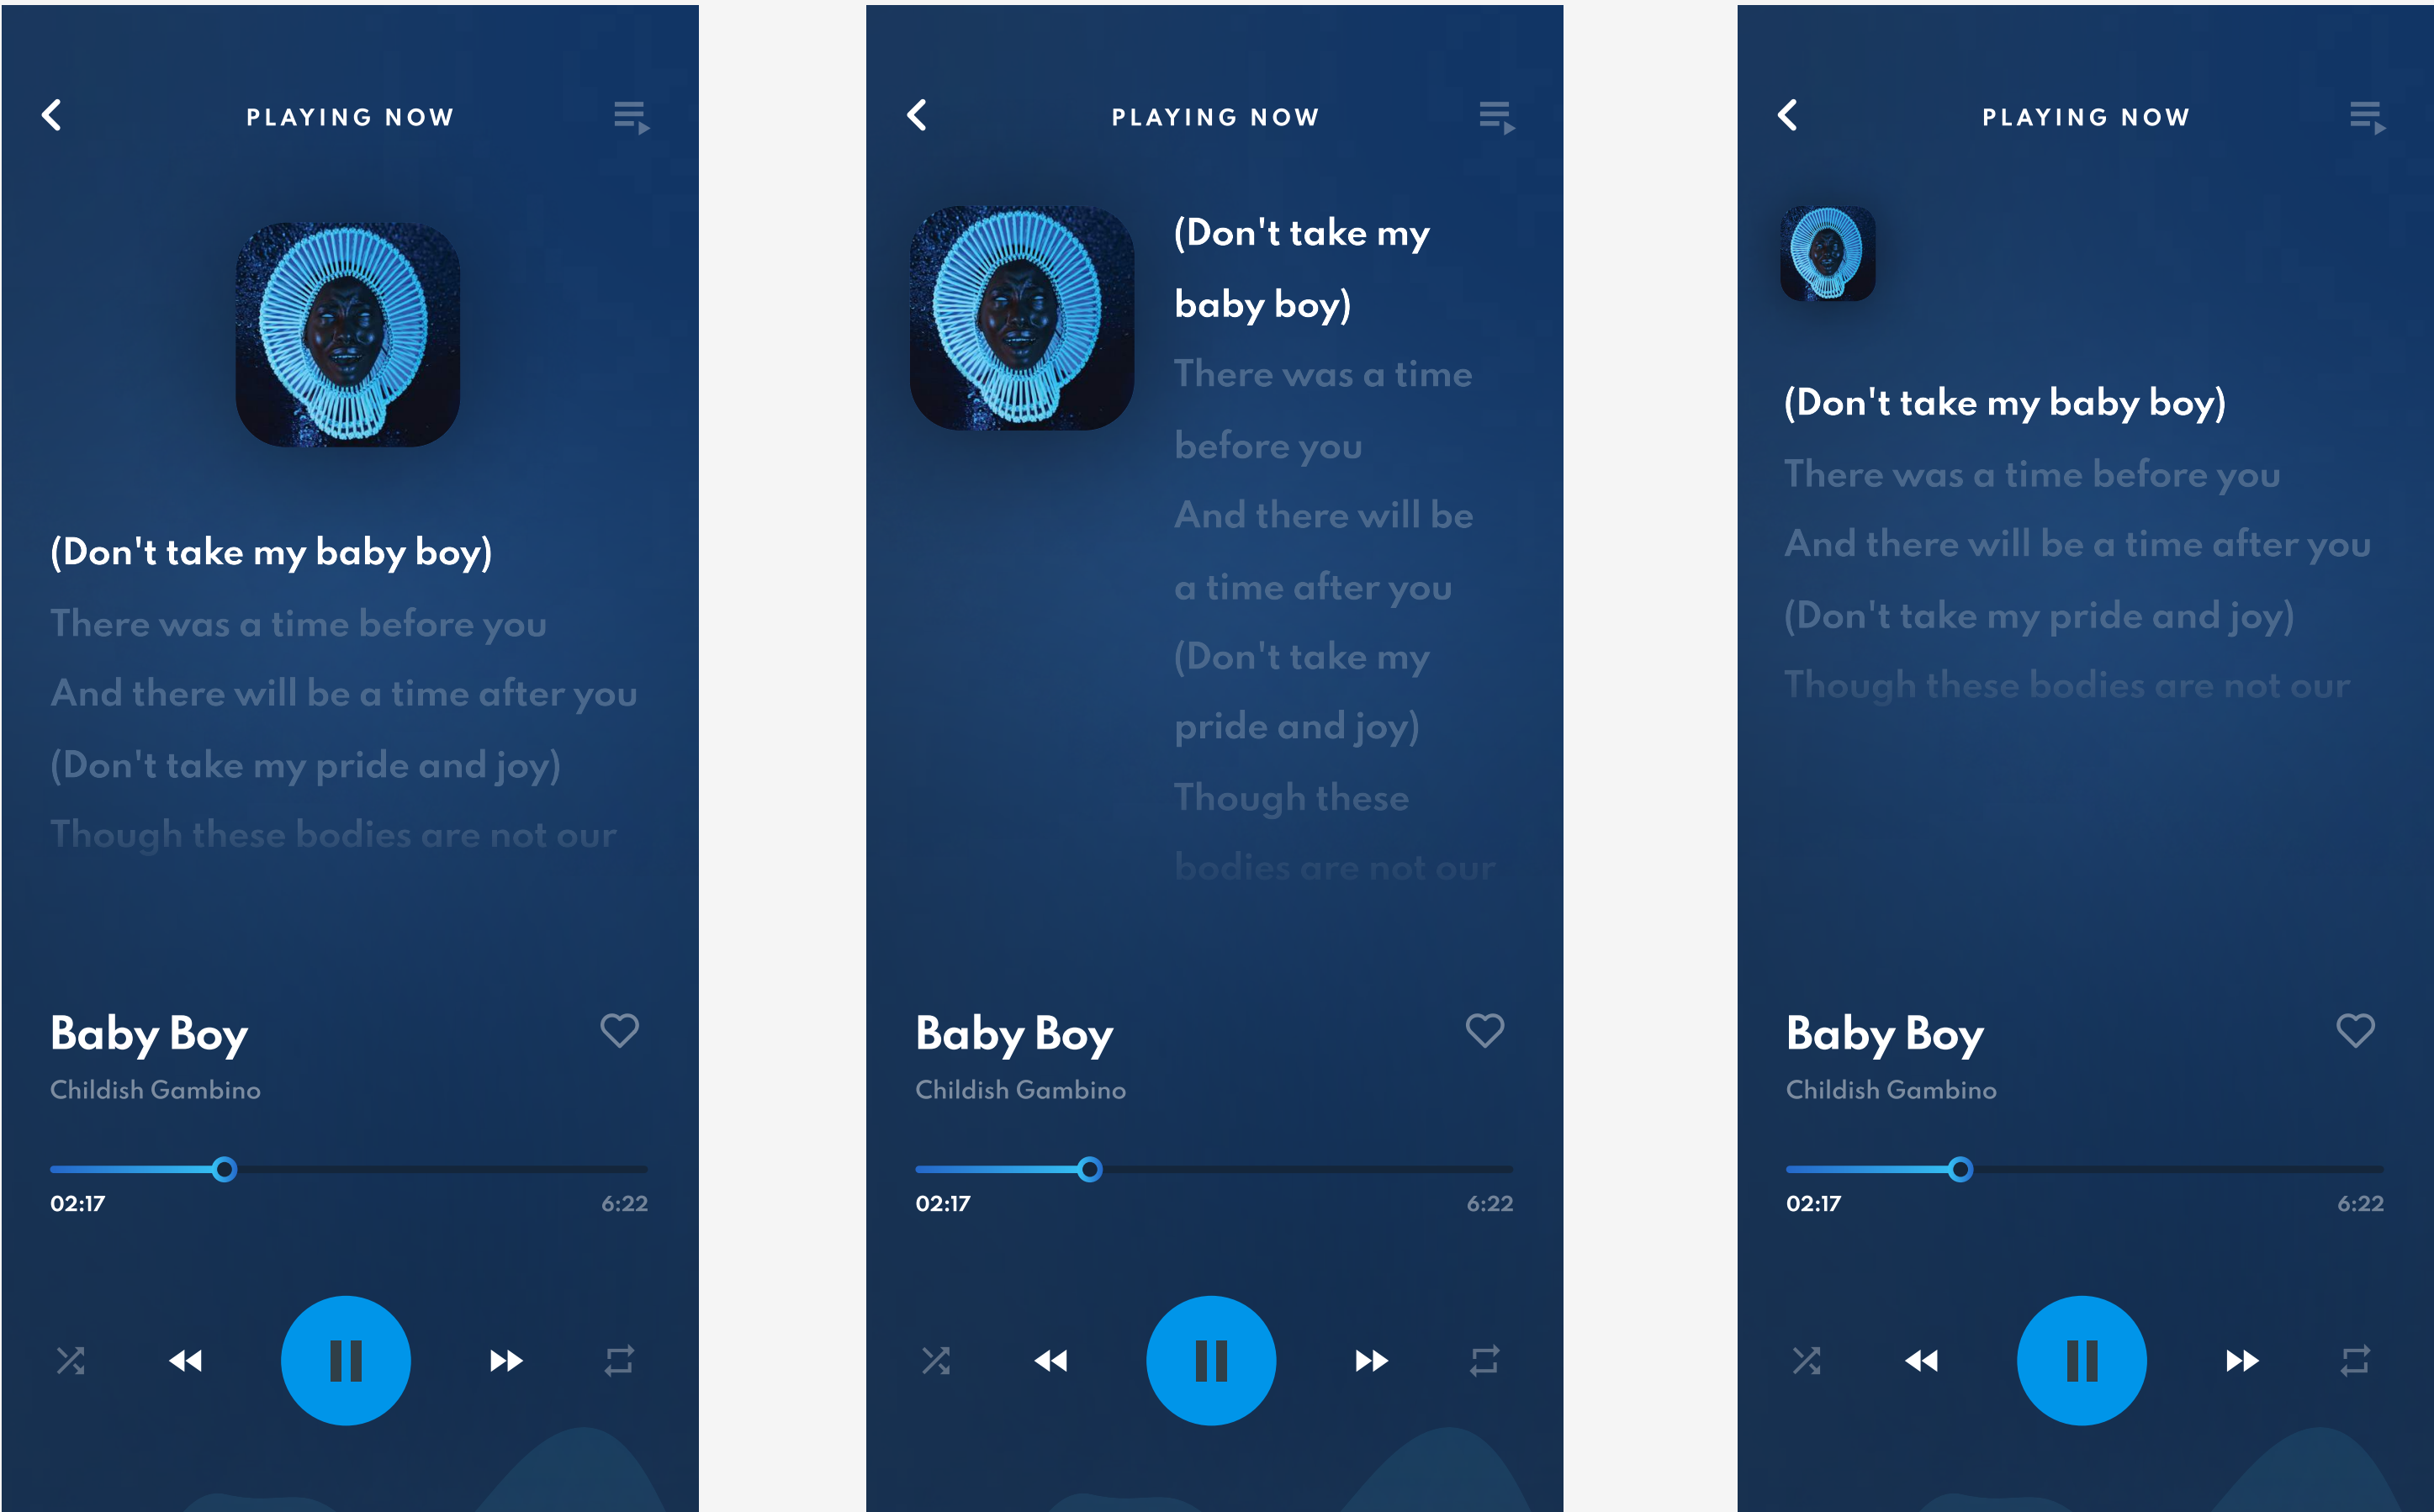 PLAYING NOW
(Don't take my baby boy)
There was a time before you
And there will be a time after you
(Don't take my pride and joy)
Though these bodies are not our
Baby Boy
Childish Gambino
02:17
6:22
PLAYING NOW
(Don't take my
baby boy)
There was a time
before you
And there will be
a time after you
(Don't take my
pride and joy)
Though these
bodies are not our
Baby Boy
Childish Gambino
02:17
6:22
PLAYING NOW
(Don't take my baby boy)
There was a time before you
And there will be a time after you
(Don't take my pride and joy)
Though these bodies are not our
Baby Boy
Childish Gambino
02:17
6:22